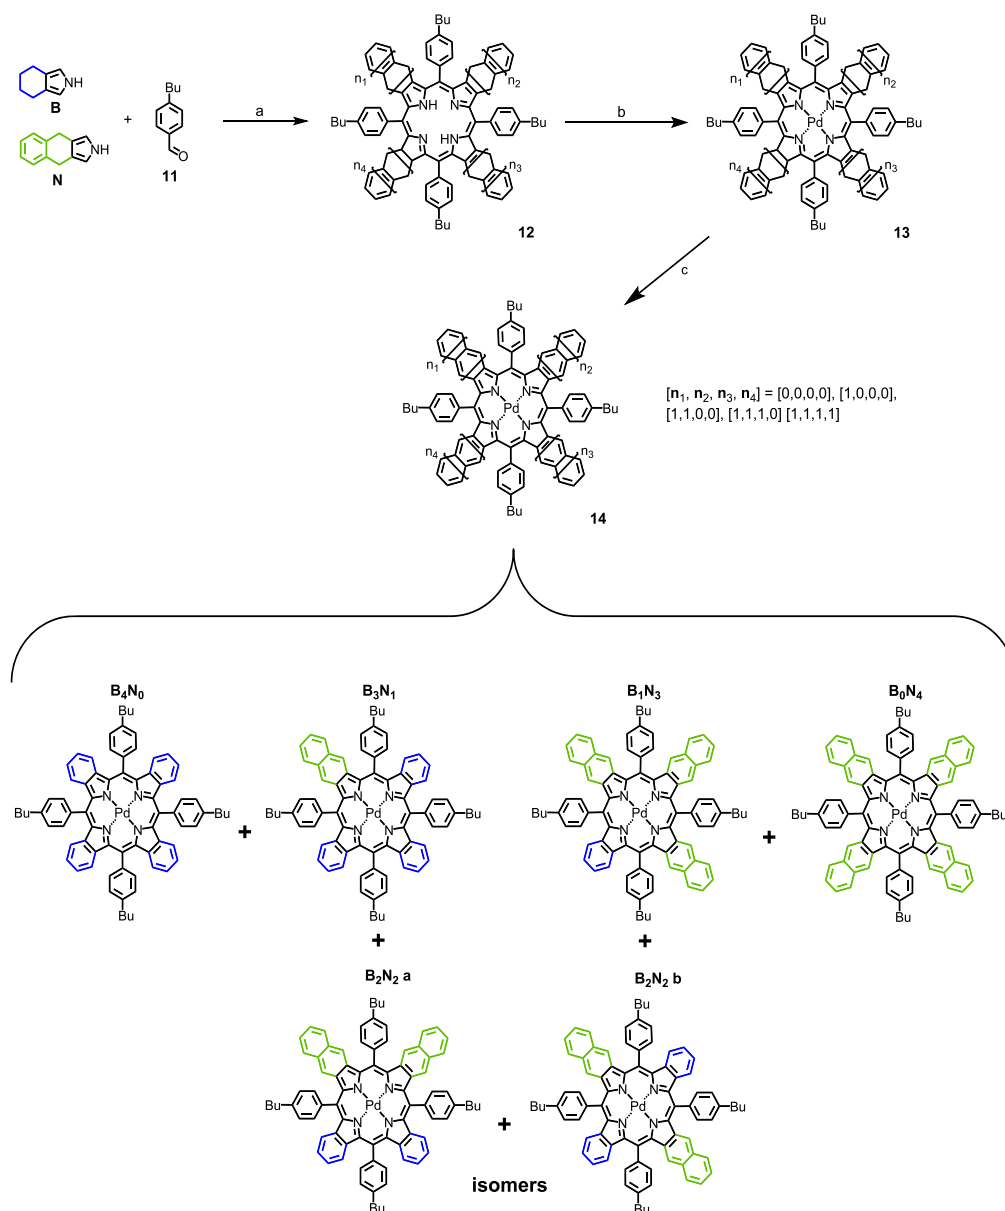 Bu
Bu
Bu
n1
n2
n1
n2
B
NH
NH
N
NH
N
N
+
a
Bu
Bu
b
Pd
Bu
Bu
N
NH
O
N
HN
N
N
11
n4
n3
n4
n3
Bu
Bu
12
13
c
Bu
n1
n2
N
N
Bu
Pd
Bu
N
N
n4
n3
Bu
14
[n1, n2, n3, n4] = [0,0,0,0], [1,0,0,0],
[1,1,0,0], [1,1,1,0] [1,1,1,1]
B4N0
B3N1
B1N3
B0N4
Bu
Bu
Bu
Bu
N
N
N
N
N
N
N
N
Bu
Pd
Bu
+
Bu
Pd
Bu
Bu
Pd
Bu
+
Bu
Pd
Bu
N
N
N
N
N
N
N
N
Bu
Bu
Bu
Bu
+
+
B2N2 a
B2N2 b
Bu
Bu
N
N
N
N
Bu
Pd
Bu
+
Bu
Pd
Bu
N
N
N
N
Bu
Bu
isomers